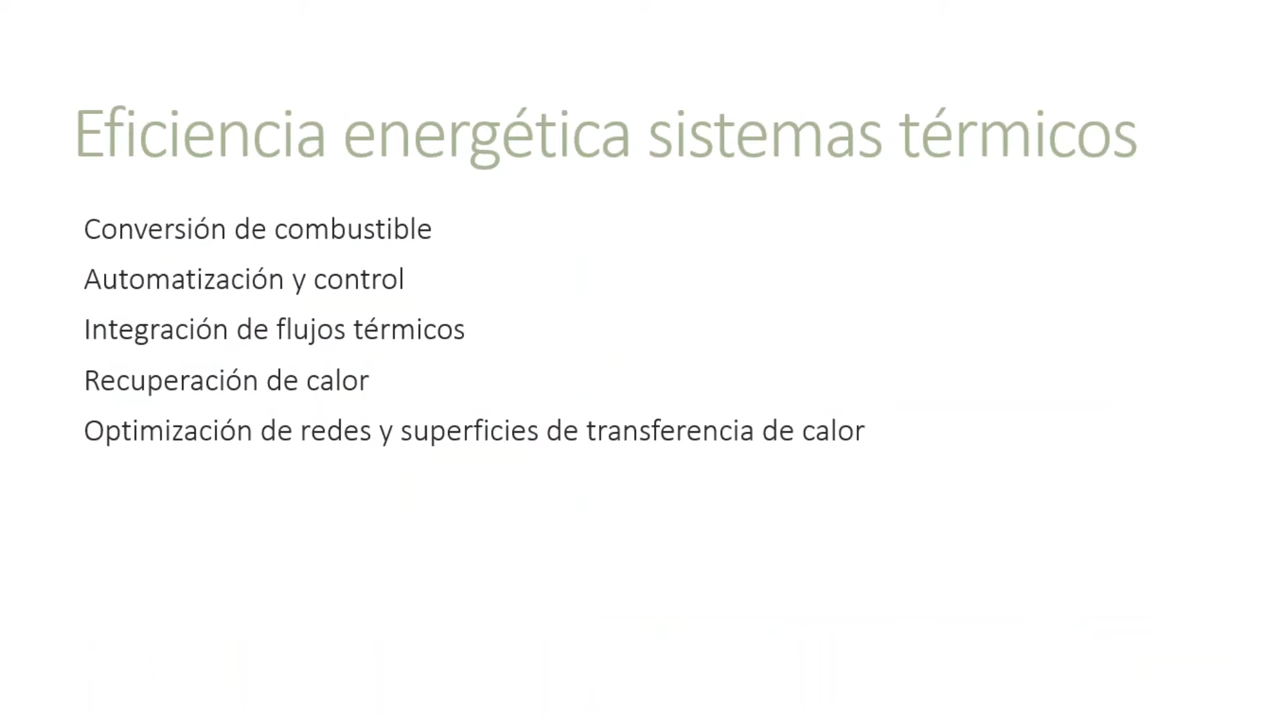 Eficiencia energética sistemas térmicos
Conversión de combustible
Automatización y control
Integración de flujos térmicos
Recuperación de calor
Optimización de redes y superficies de transferencia de calor